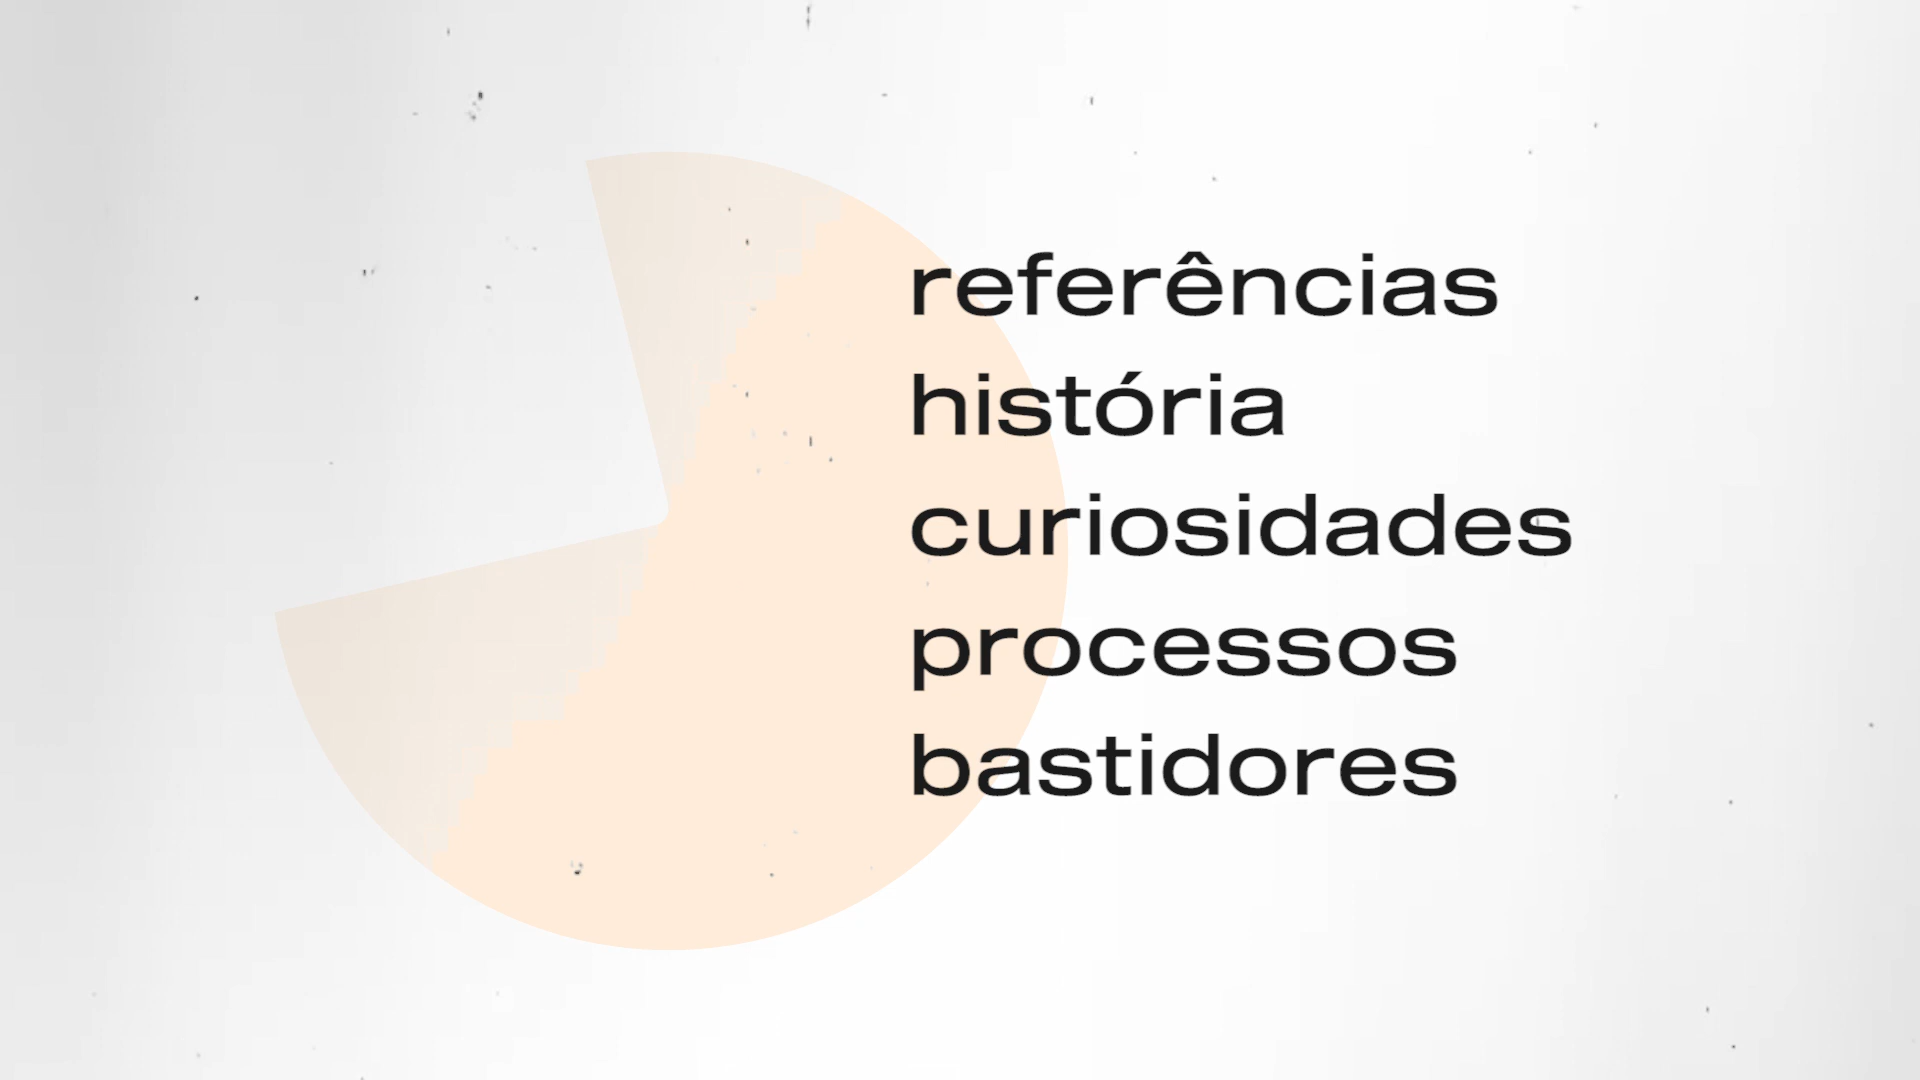 referências
história
curiosidades
processos
bastidores